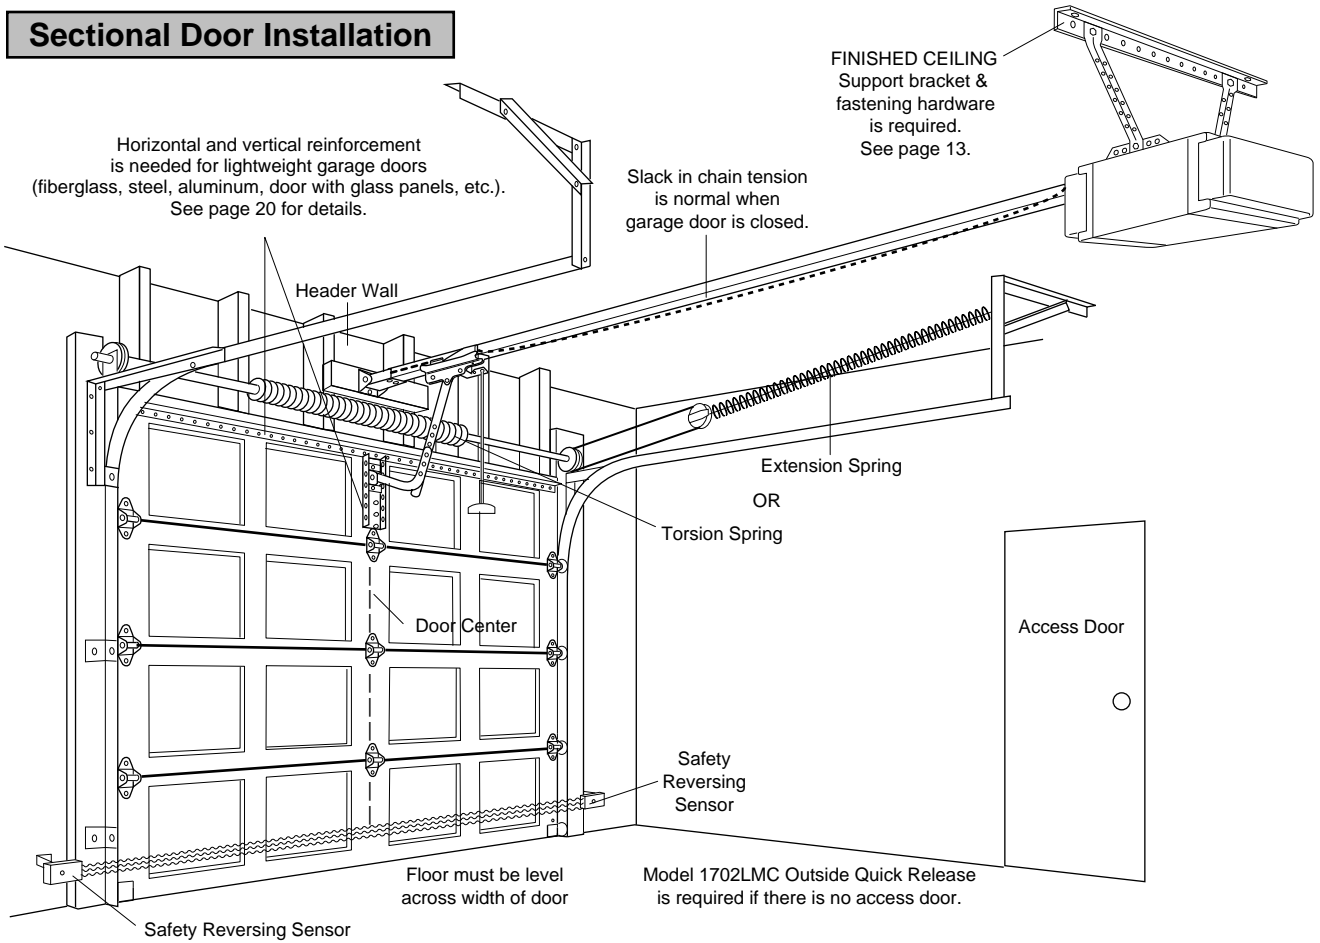 Sectional Door Installation
FINISHED CEILING
Support bracket &
fastening hardware
is required.
See page 13.
Horizontal and vertical reinforcement
is needed for lightweight garage doors
(fiberglass, steel, aluminum, door with glass panels, etc.).
See page 20 for details.
Slack in chain tension
is normal when
garage door is closed.
Header Wall
Extension Spring
OR
Torsion Spring
Door Center
Access Door
Safety
Reversing
Sensor
Floor must be level
across width of door
Model 1702LMC Outside Quick Release
is required if there is no access door.
Safety Reversing Sensor